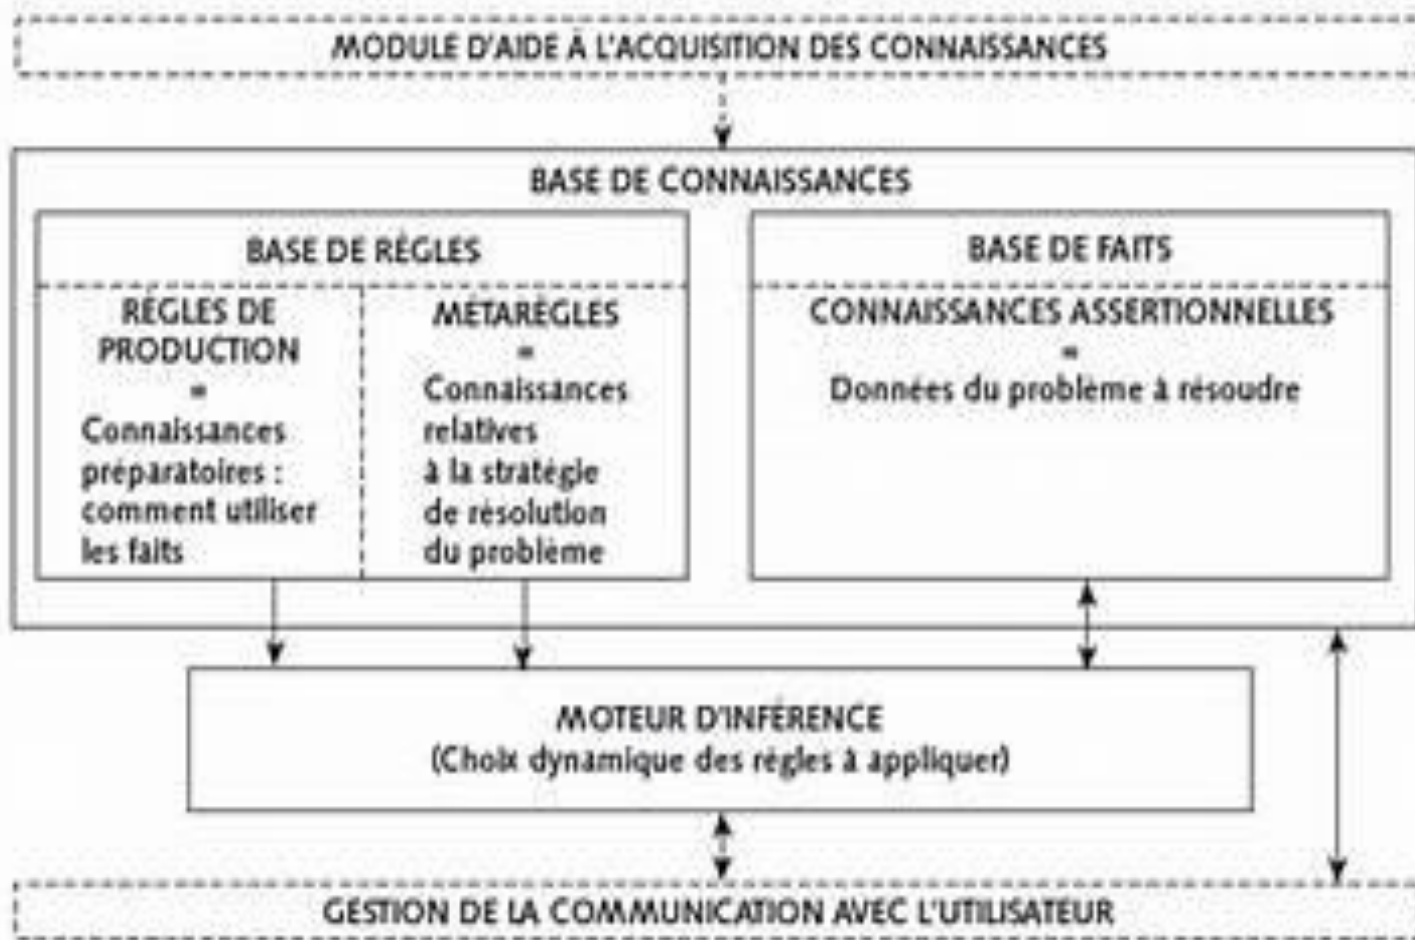 MODULE D'AIDE À L'ACQUISITION DES CONNAISSANCES
BASE DE CONNAISSANCES
BASE DE RÈGLES
RÈGLES DE
PRODUCTION
=
Connaissances
préparatoires :
comment utiliser
les faits
MÉTARÈGLES
=
Connaissances
relatives
à la stratégie
de résolution
du problème
BASE DE FAITS
CONNAISSANCES ASSERTIONNELLES
=
Données du problème à résoudre
MOTEUR D'INFÉRENCE
(Choix dynamique des règles à appliquer)
GESTION DE LA COMMUNICATION AVEC L'UTILISATEUR